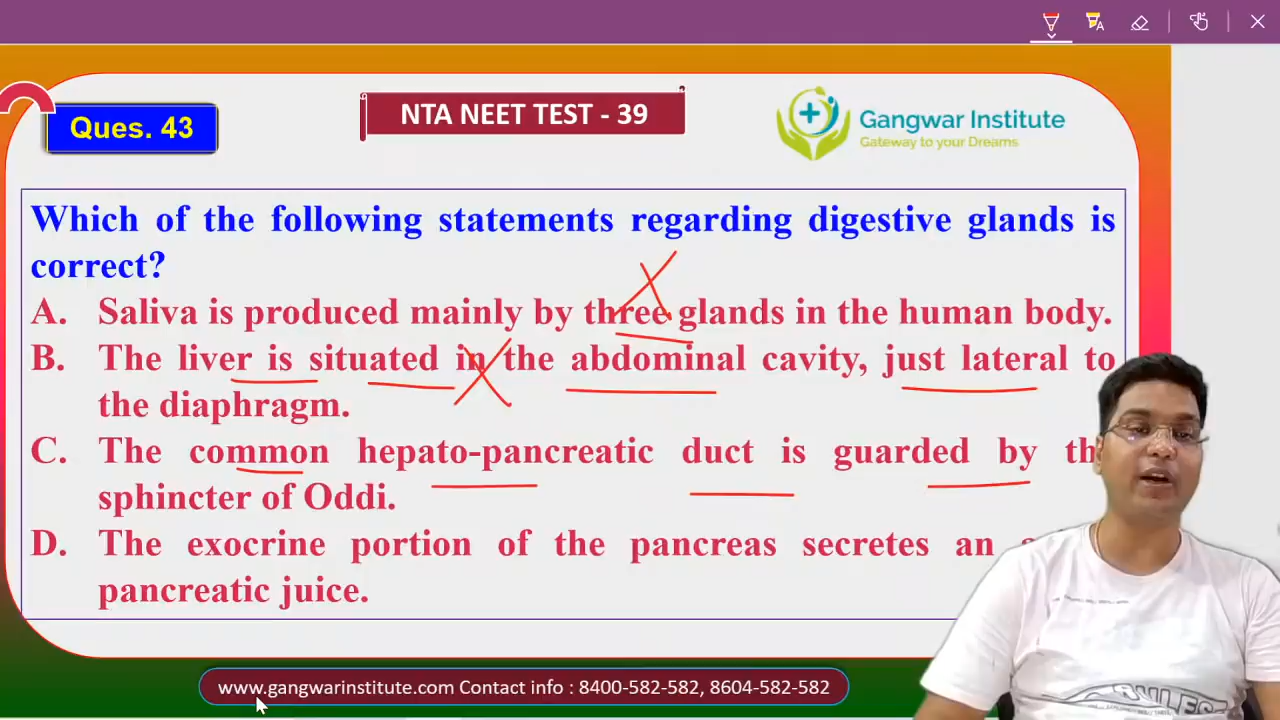 Ques. 43
NTA NEET TEST - 39
Gangwar Institute
Gateway to your Dreams
Which of the following statements regarding digestive glands is
correct?
A. Saliva is produced mainly by three glands in the human body.
B. The liver is situated in the abdominal cavity, just lateral to
the diaphragm.
C. The common hepato-pancreatic duct is guarded by
sphincter of Oddi.
D. The exocrine portion of the pancreas secretes an
pancreatic juice.
www.gangwarinstitute.com Contact info : 8400-582-582, 8604-582-582